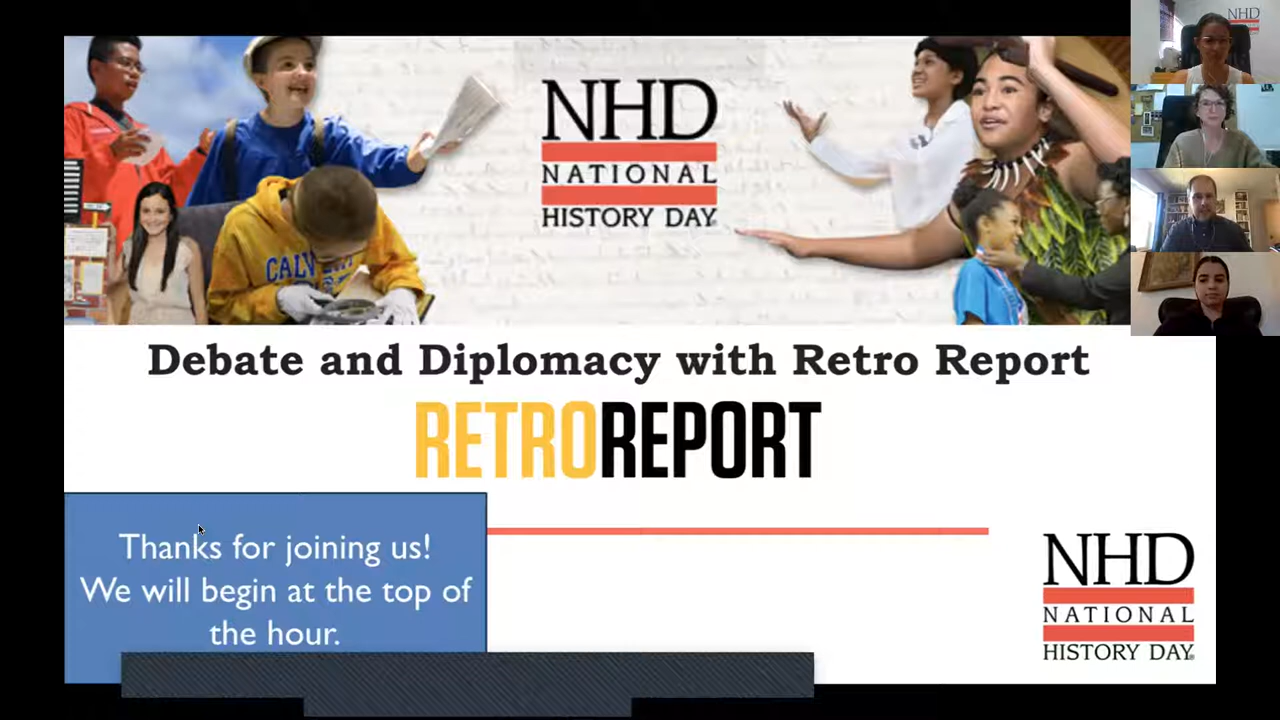 NHD
NATIONAL
HISTORY DAY
NHD
CALV
Debate and Diplomacy with Retro Report
RETROREPORT
Thanks for joining us!
We will begin at the top of
the hour.
NHD
NATIONAL
HISTORY DAY